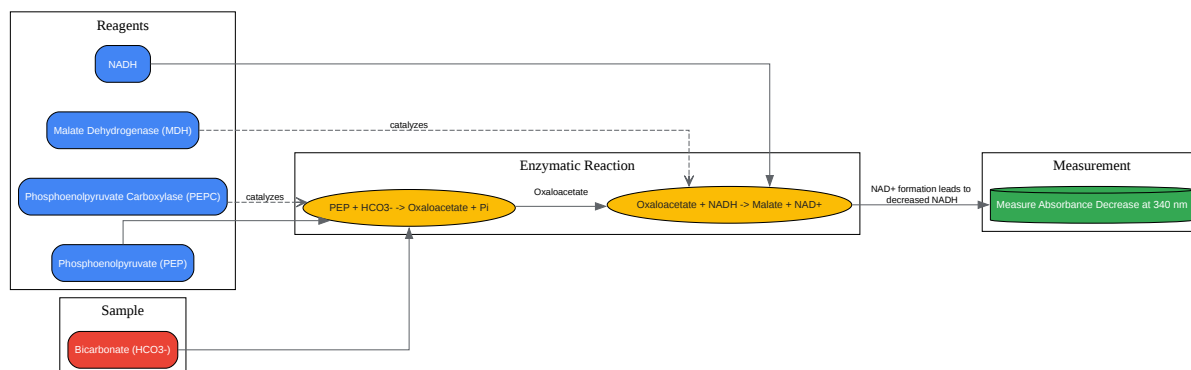 Reagents
NADH
Malate Dehydrogenase (MDH)
catalyzes
Phosphoenolpyruvate Carboxylase (PEPC)
catalyzes
Phosphoenolpyruvate (PEP)
Sample
Bicarbonate (HCO3-)
Enzymatic Reaction
PEP + HCO3- -> Oxaloacetate + Pi
Oxaloacetate
Oxaloacetate + NADH -> Malate + NAD+
NAD+ formation leads to
decreased NADH
Measurement
Measure Absorbance Decrease at 340 nm